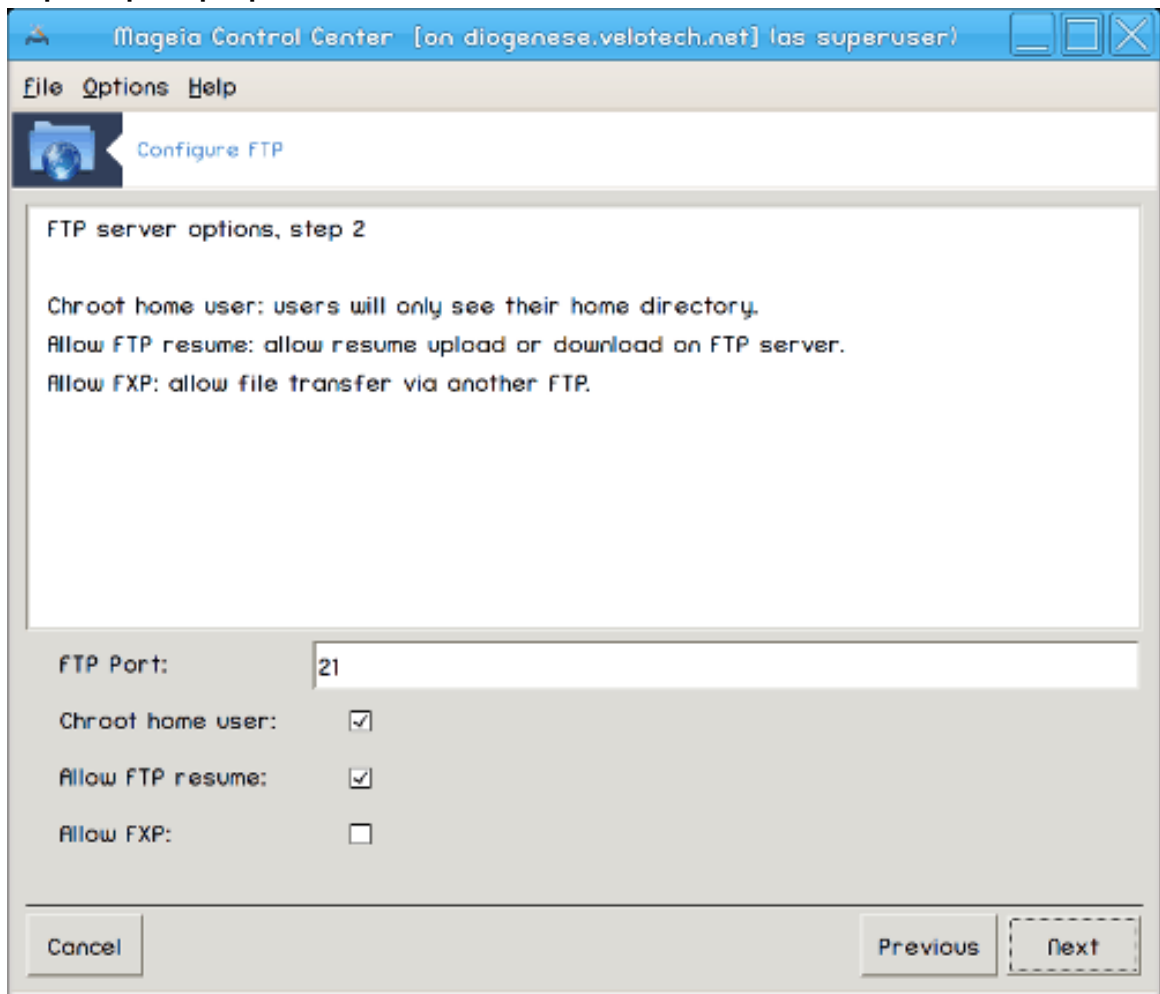 Mageia Control Center [on diogenese.velotech.net] (as superuser)
File Options Help
Configure FTP
FTP server options, step 2
Chroot home user: users will only see their home directory.
Allow FTP resume: allow resume upload or download on FTP server.
Allow FXP: allow file transfer via another FTP.
FTP Port: 21
Chroot home user:
Allow FTP resume:
Allow FXP:
Cancel Previous Next